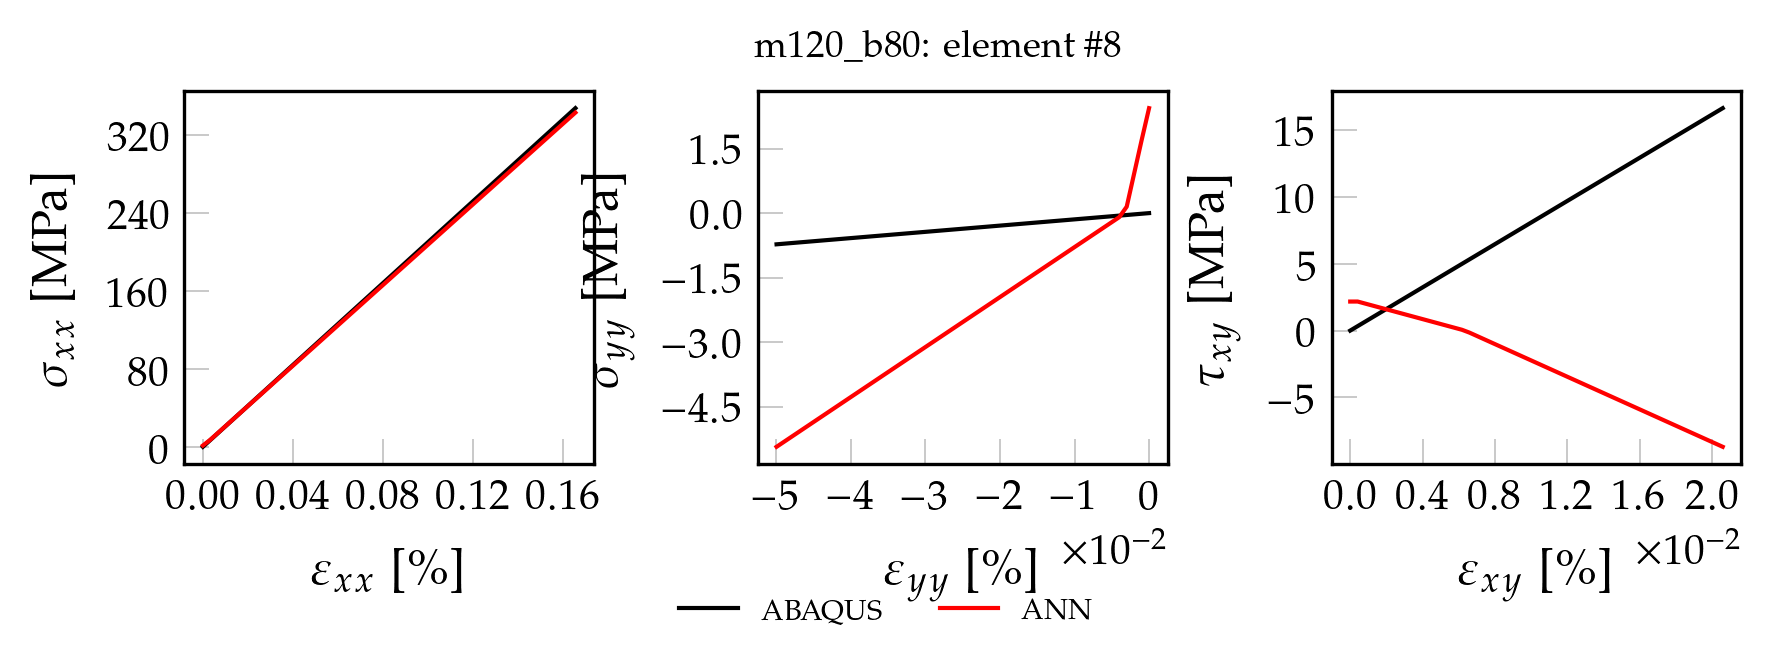 m120_b80: element #8
σxx [MPa]
320
240
160
80
0
0.00 0.04 0.08 0.12 0.16
εxx [%]
σyy [MPa]
1.5
0.0
−1.5
−3.0
−4.5
−5 −4 −3 −2 −1 0
×10−2
εyy [%]
τxy [MPa]
15
10
5
0
−5
0.0 0.4 0.8 1.2 1.6 2.0
×10−2
εxy [%]
ABAQUS ANN